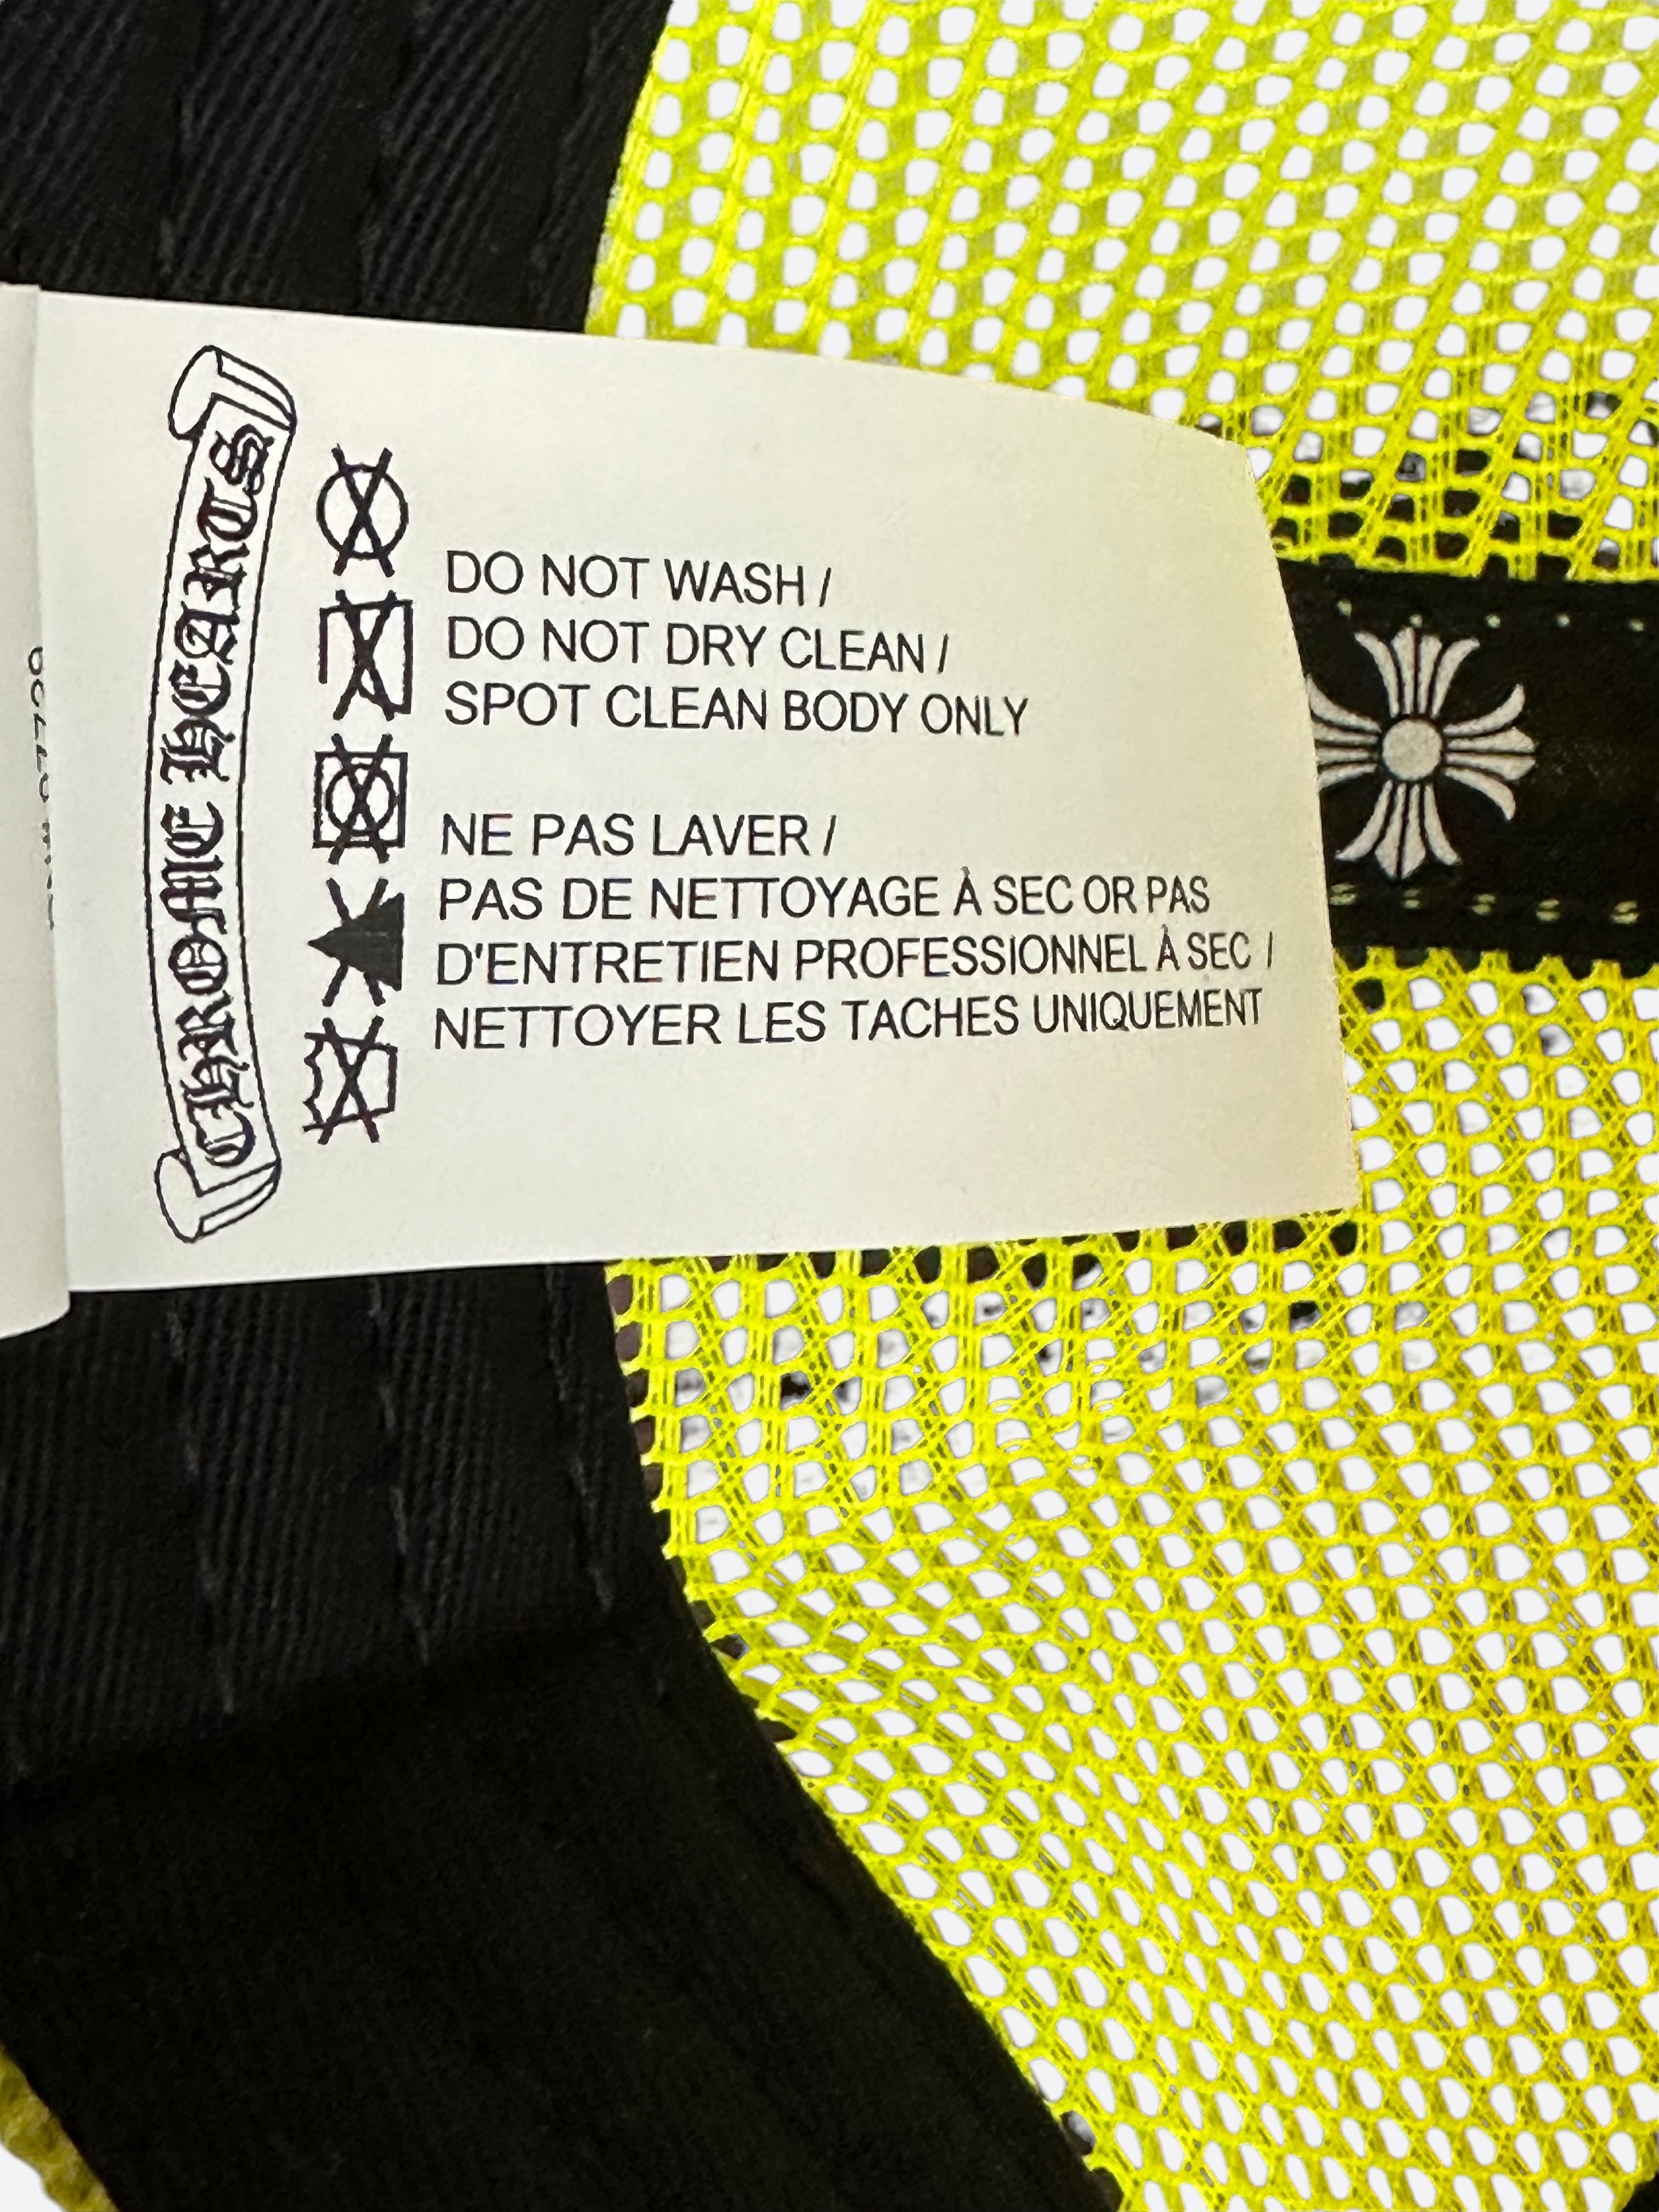 CHROME HEARTS
DO NOT WASH /
DO NOT DRY CLEAN /
SPOT CLEAN BODY ONLY
NE PAS LAVER /
PAS DE NETTOYAGE À SEC OR PAS
D'ENTRETIEN PROFESSIONNEL À SEC /
NETTOYER LES TACHES UNIQUEMENT